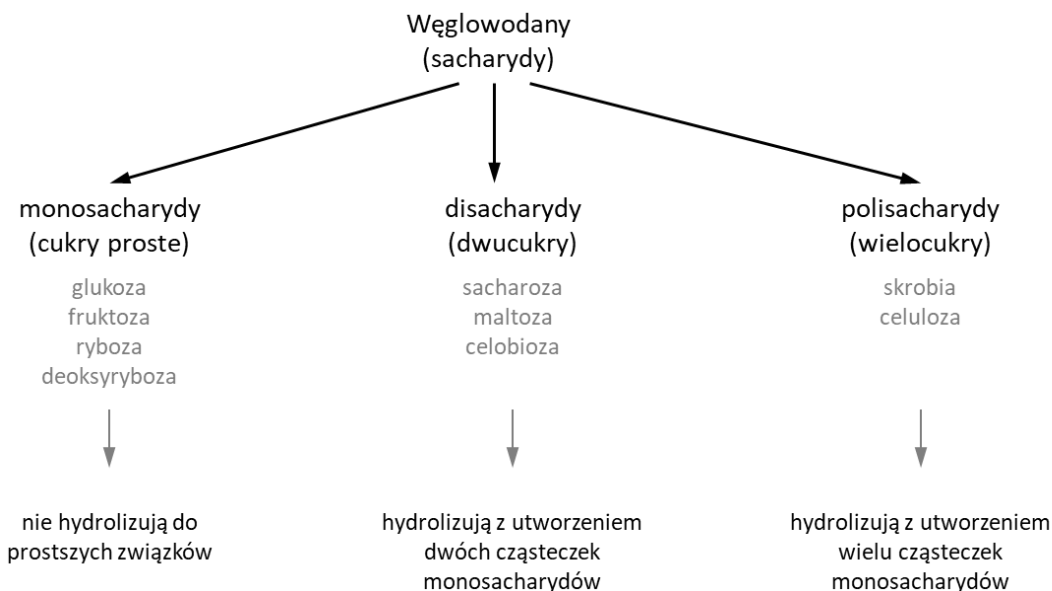 Węglowodany
(sacharydy)
monosacharydy
(cukry proste)
glukoza
fruktoza
ryboza
deoksyryboza
nie hydrolizują do
prostszych związków
disacharydy
(dwucukry)
sacharoza
maltoza
celobioza
hydrolizują z utworzeniem
dwóch cząsteczek
monosacharydów
polisacharydy
(wielocukry)
skrobia
celuloza
hydrolizują z utworzeniem
wielu cząsteczek
monosacharydów